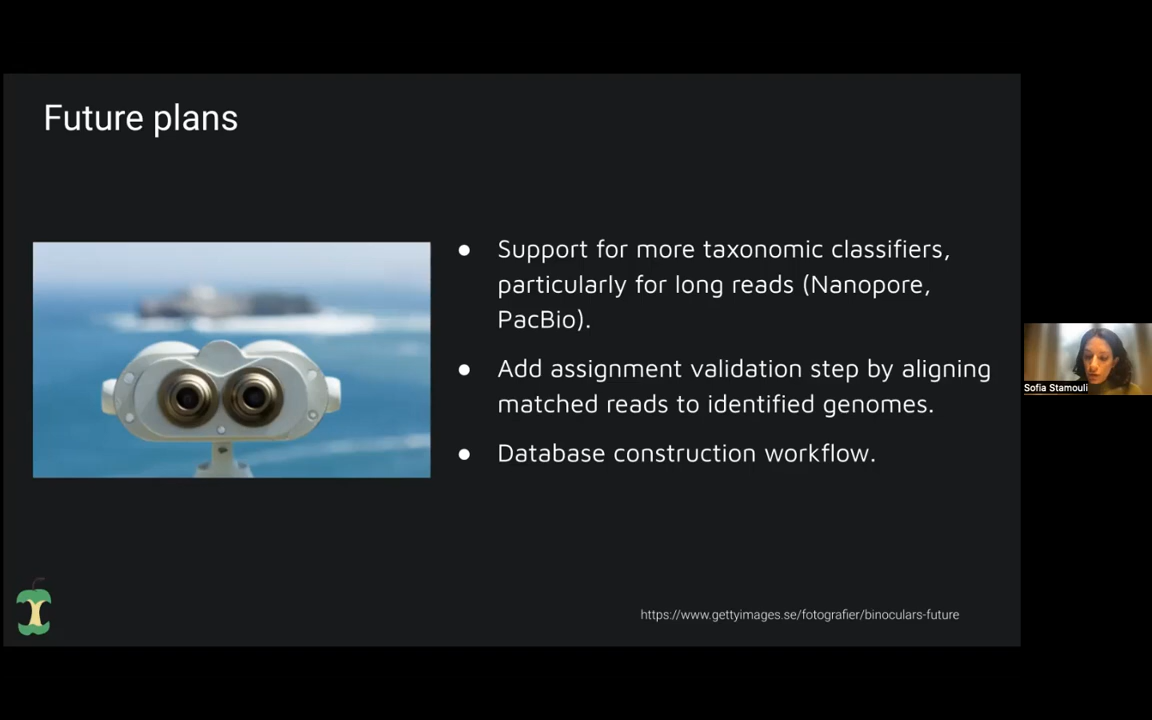 Future plans
● Support for more taxonomic classifiers,
particularly for long reads (Nanopore,
PacBio).
● Add assignment validation step by aligning
matched reads to identified genomes.
● Database construction workflow.
Sofia Stamouli
https://www.gettyimages.se/fotografier/binoculars-future